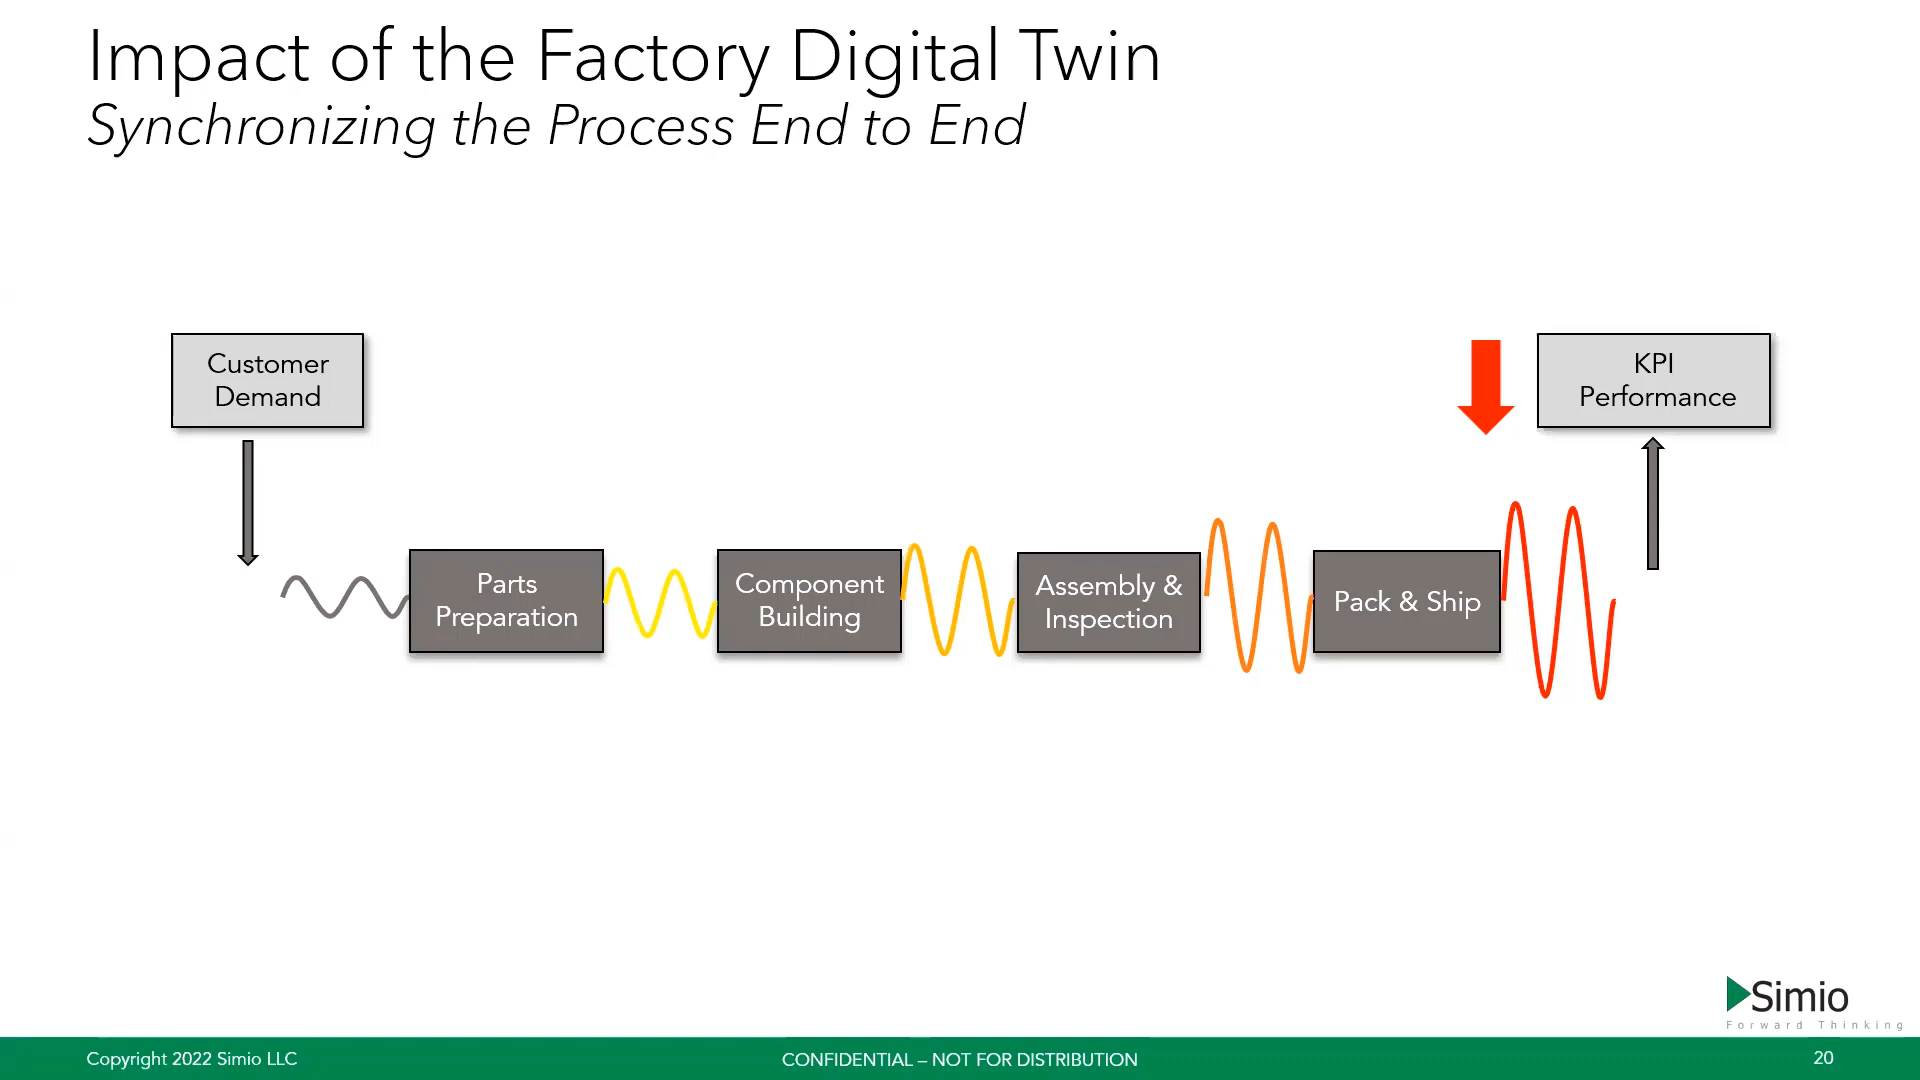 Impact of the Factory Digital Twin
Synchronizing the Process End to End
Customer
Demand
KPI
Performance
Parts
Preparation
Component
Building
Assembly &
Inspection
Pack & Ship
Simio
Forward Thinking
Copyright 2022 Simio LLC
CONFIDENTIAL – NOT FOR DISTRIBUTION
20